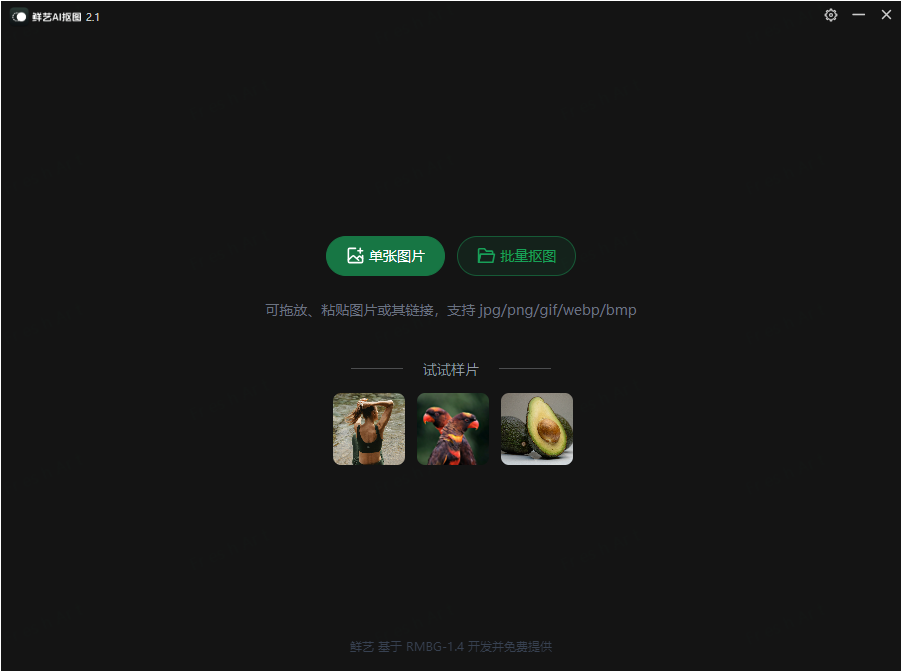 鲜艺AI抠图 2.1
单张图片 批量抠图
可拖放、粘贴图片或其链接，支持 jpg/png/gif/webp/bmp
试试样片
鲜艺 基于 RMBG-1.4 开发并免费提供